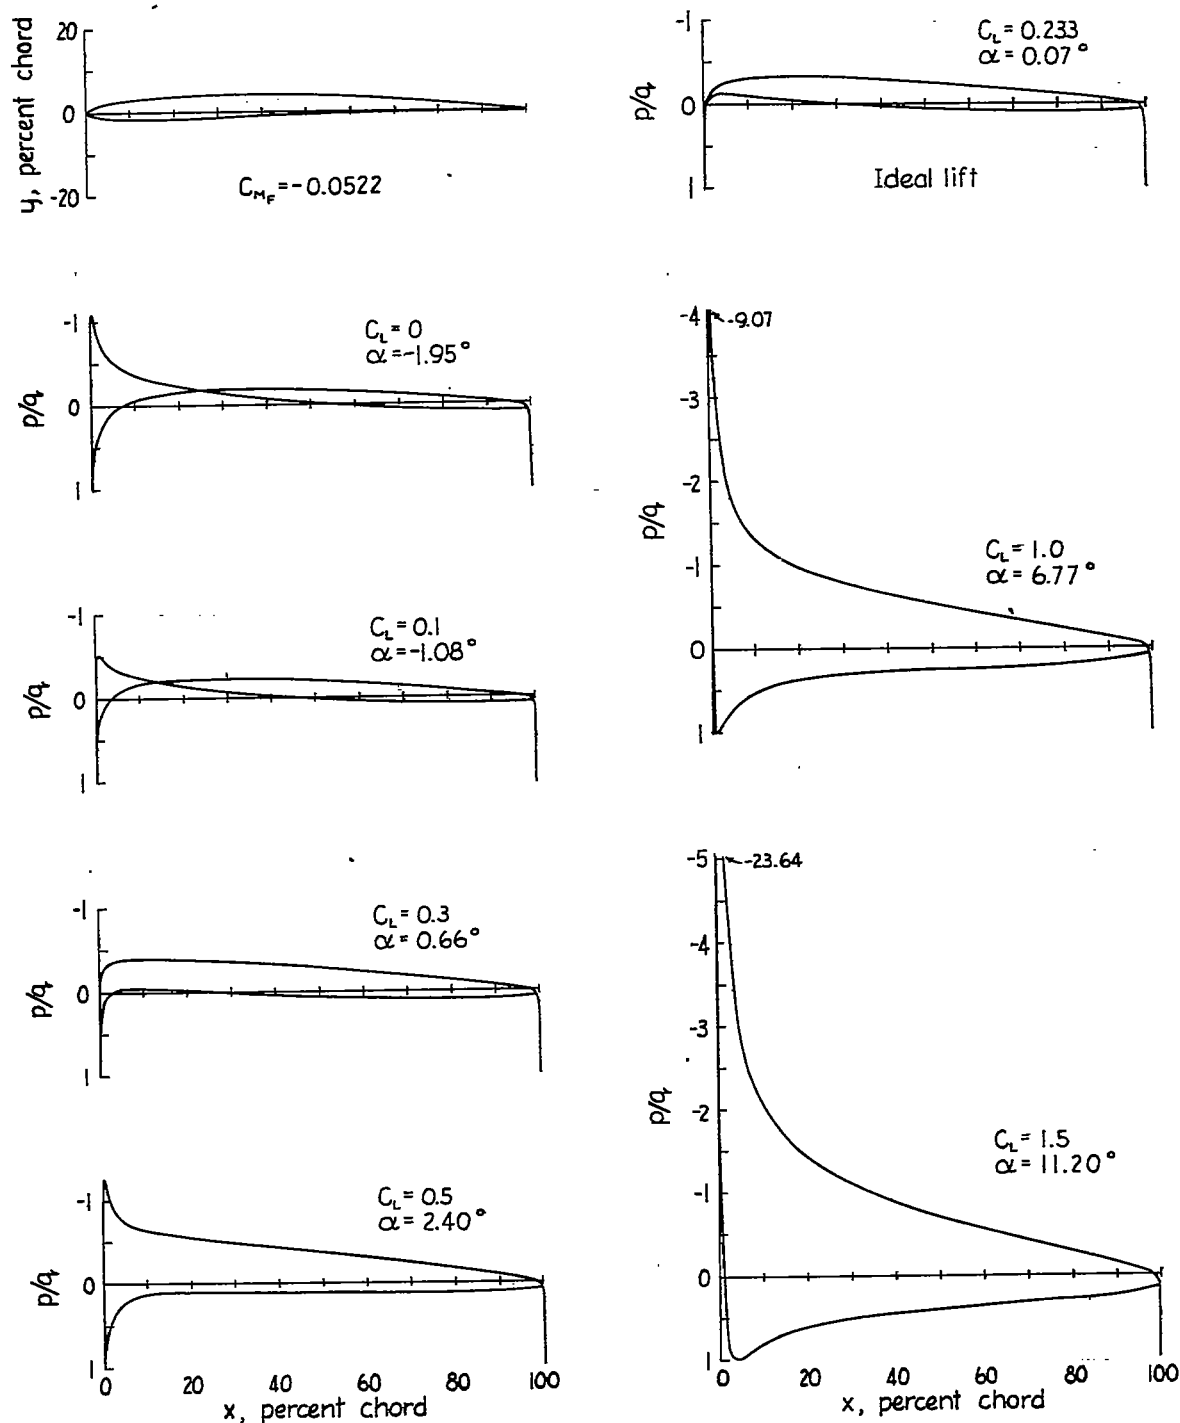 y, percent chord
20
0
-20
C_MF = -0.0522
p/q
-1
0
1
C_L = 0.233
α = 0.07°
Ideal lift
p/q
-1
0
1
C_L = 0
α = -1.95°
p/q
-4
-3
-2
-1
0
1
-9.07
C_L = 1.0
α = 6.77°
p/q
-1
0
1
C_L = 0.1
α = -1.08°
p/q
-1
0
1
C_L = 0.3
α = 0.66°
p/q
-5
-4
-3
-2
-1
0
1
-23.64
C_L = 1.5
α = 11.20°
p/q
-1
0
1
C_L = 0.5
α = 2.40°
0 20 40 60 80 100
x, percent chord
0 20 40 60 80 100
x, percent chord